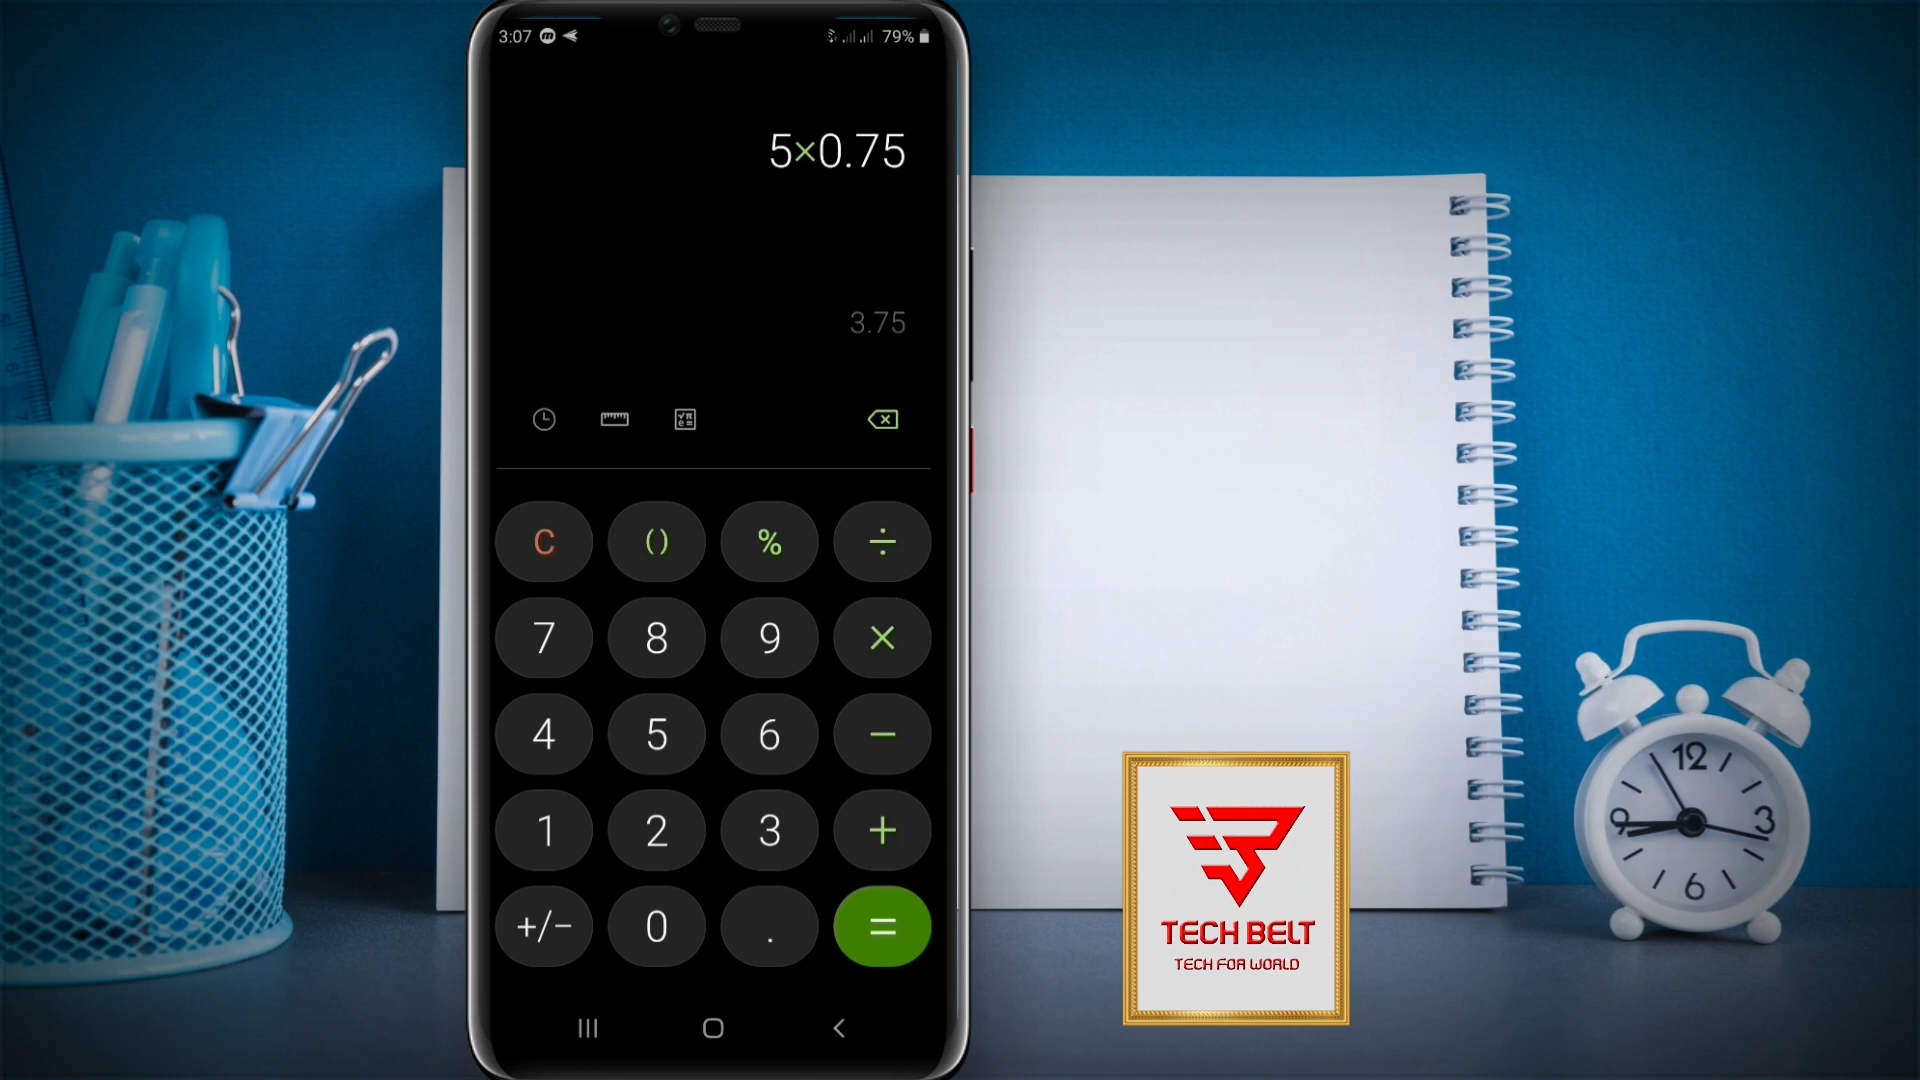 3:07 79%
5×0.75
3.75
C () % ÷
7 8 9 ×
4 5 6 −
1 2 3 +
+/− 0 . =
12
9 3
6
TECH BELT
TECH FOR WORLD